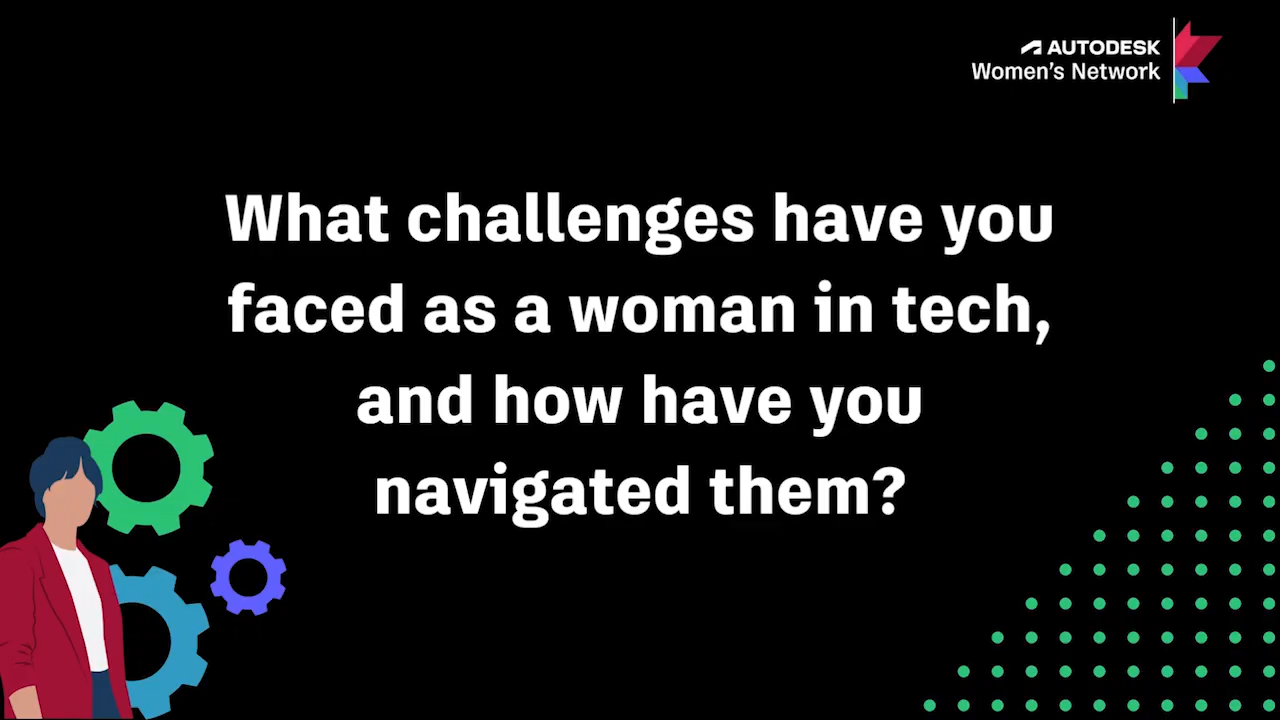 AUTODESK
Women's Network
What challenges have you
faced as a woman in tech,
and how have you
navigated them?